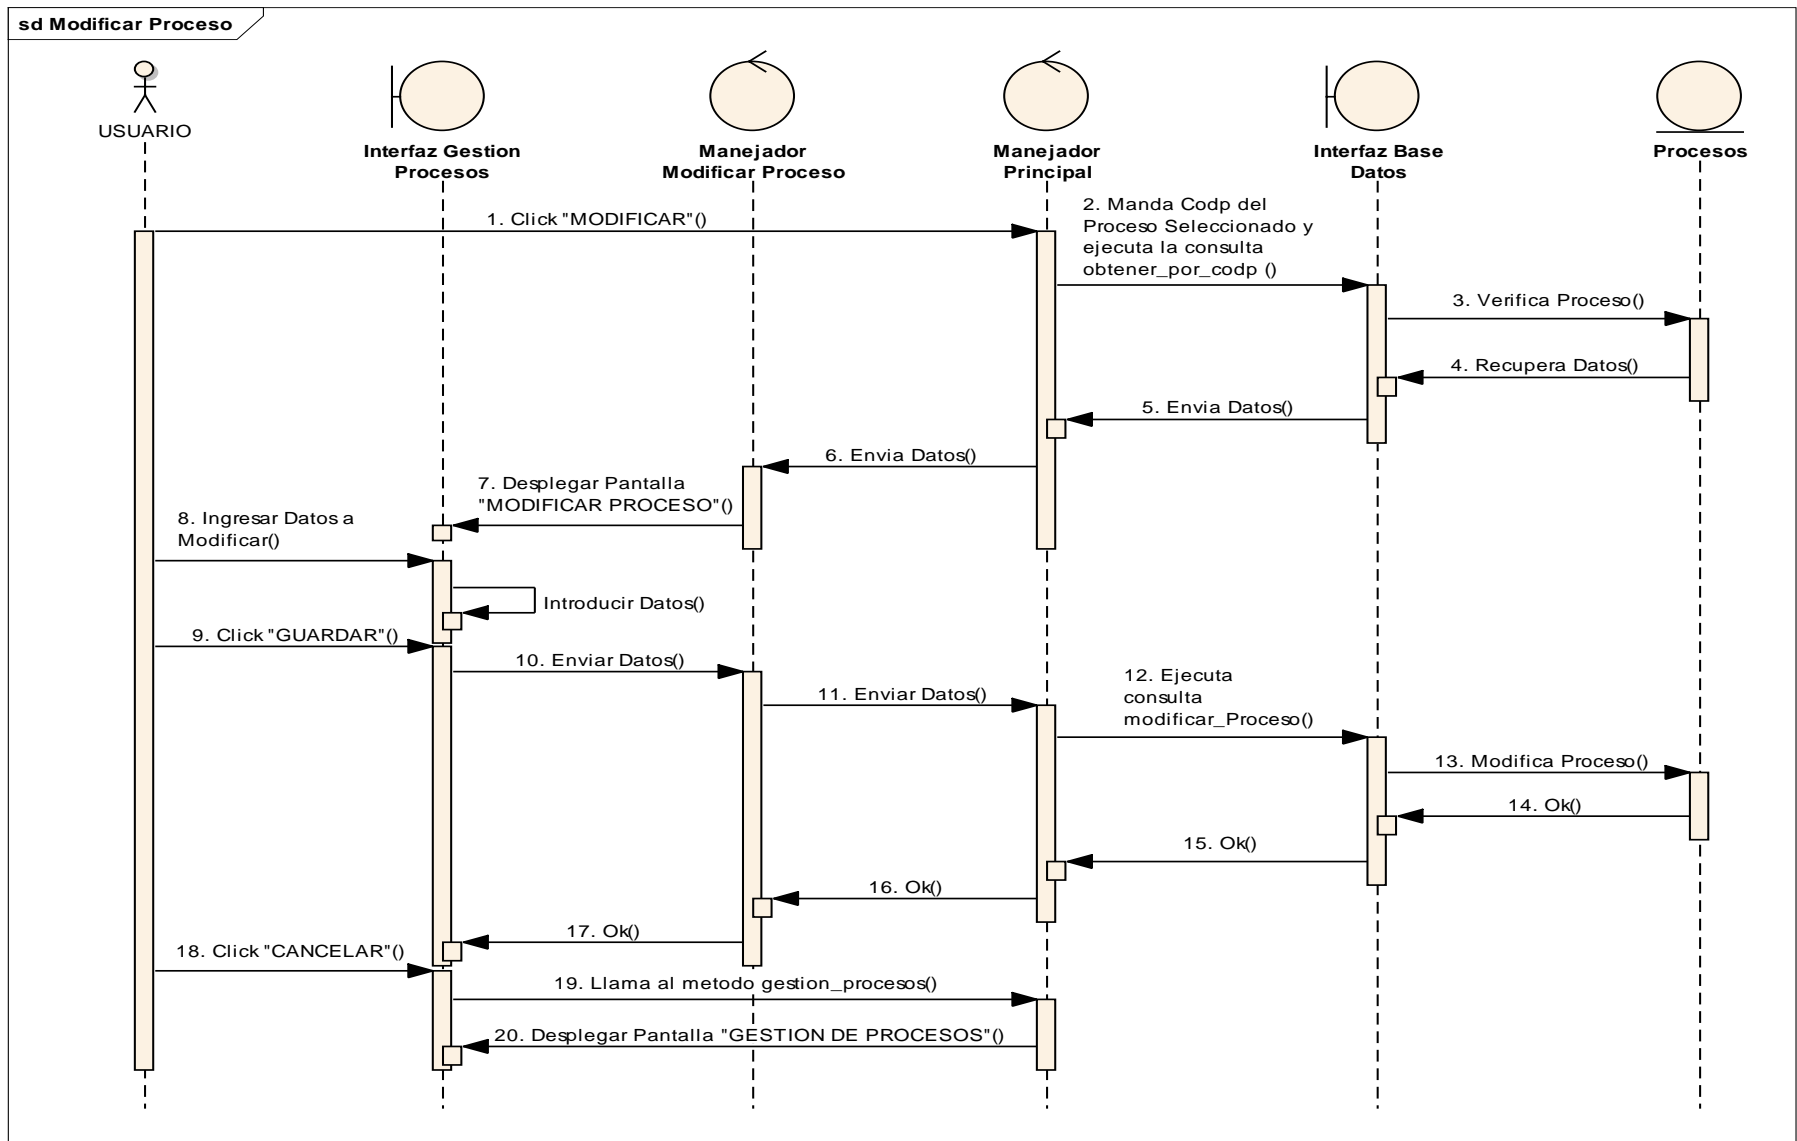 sd Modificar Proceso
USUARIO
Interfaz Gestion
Procesos
Manejador
Modificar Proceso
Manejador
Principal
Interfaz Base
Datos
Procesos
1. Click "MODIFICAR"()
2. Manda Codp del
Proceso Seleccionado y
ejecuta la consulta
obtener_por_codp ()
3. Verifica Proceso()
4. Recupera Datos()
5. Envia Datos()
6. Envia Datos()
7. Desplegar Pantalla
"MODIFICAR PROCESO"()
8. Ingresar Datos a
Modificar()
Introducir Datos()
9. Click "GUARDAR"()
10. Enviar Datos()
11. Enviar Datos()
12. Ejecuta
consulta
modificar_Proceso()
13. Modifica Proceso()
14. Ok()
15. Ok()
16. Ok()
17. Ok()
18. Click "CANCELAR"()
19. Llama al metodo gestion_procesos()
20. Desplegar Pantalla "GESTION DE PROCESOS"()